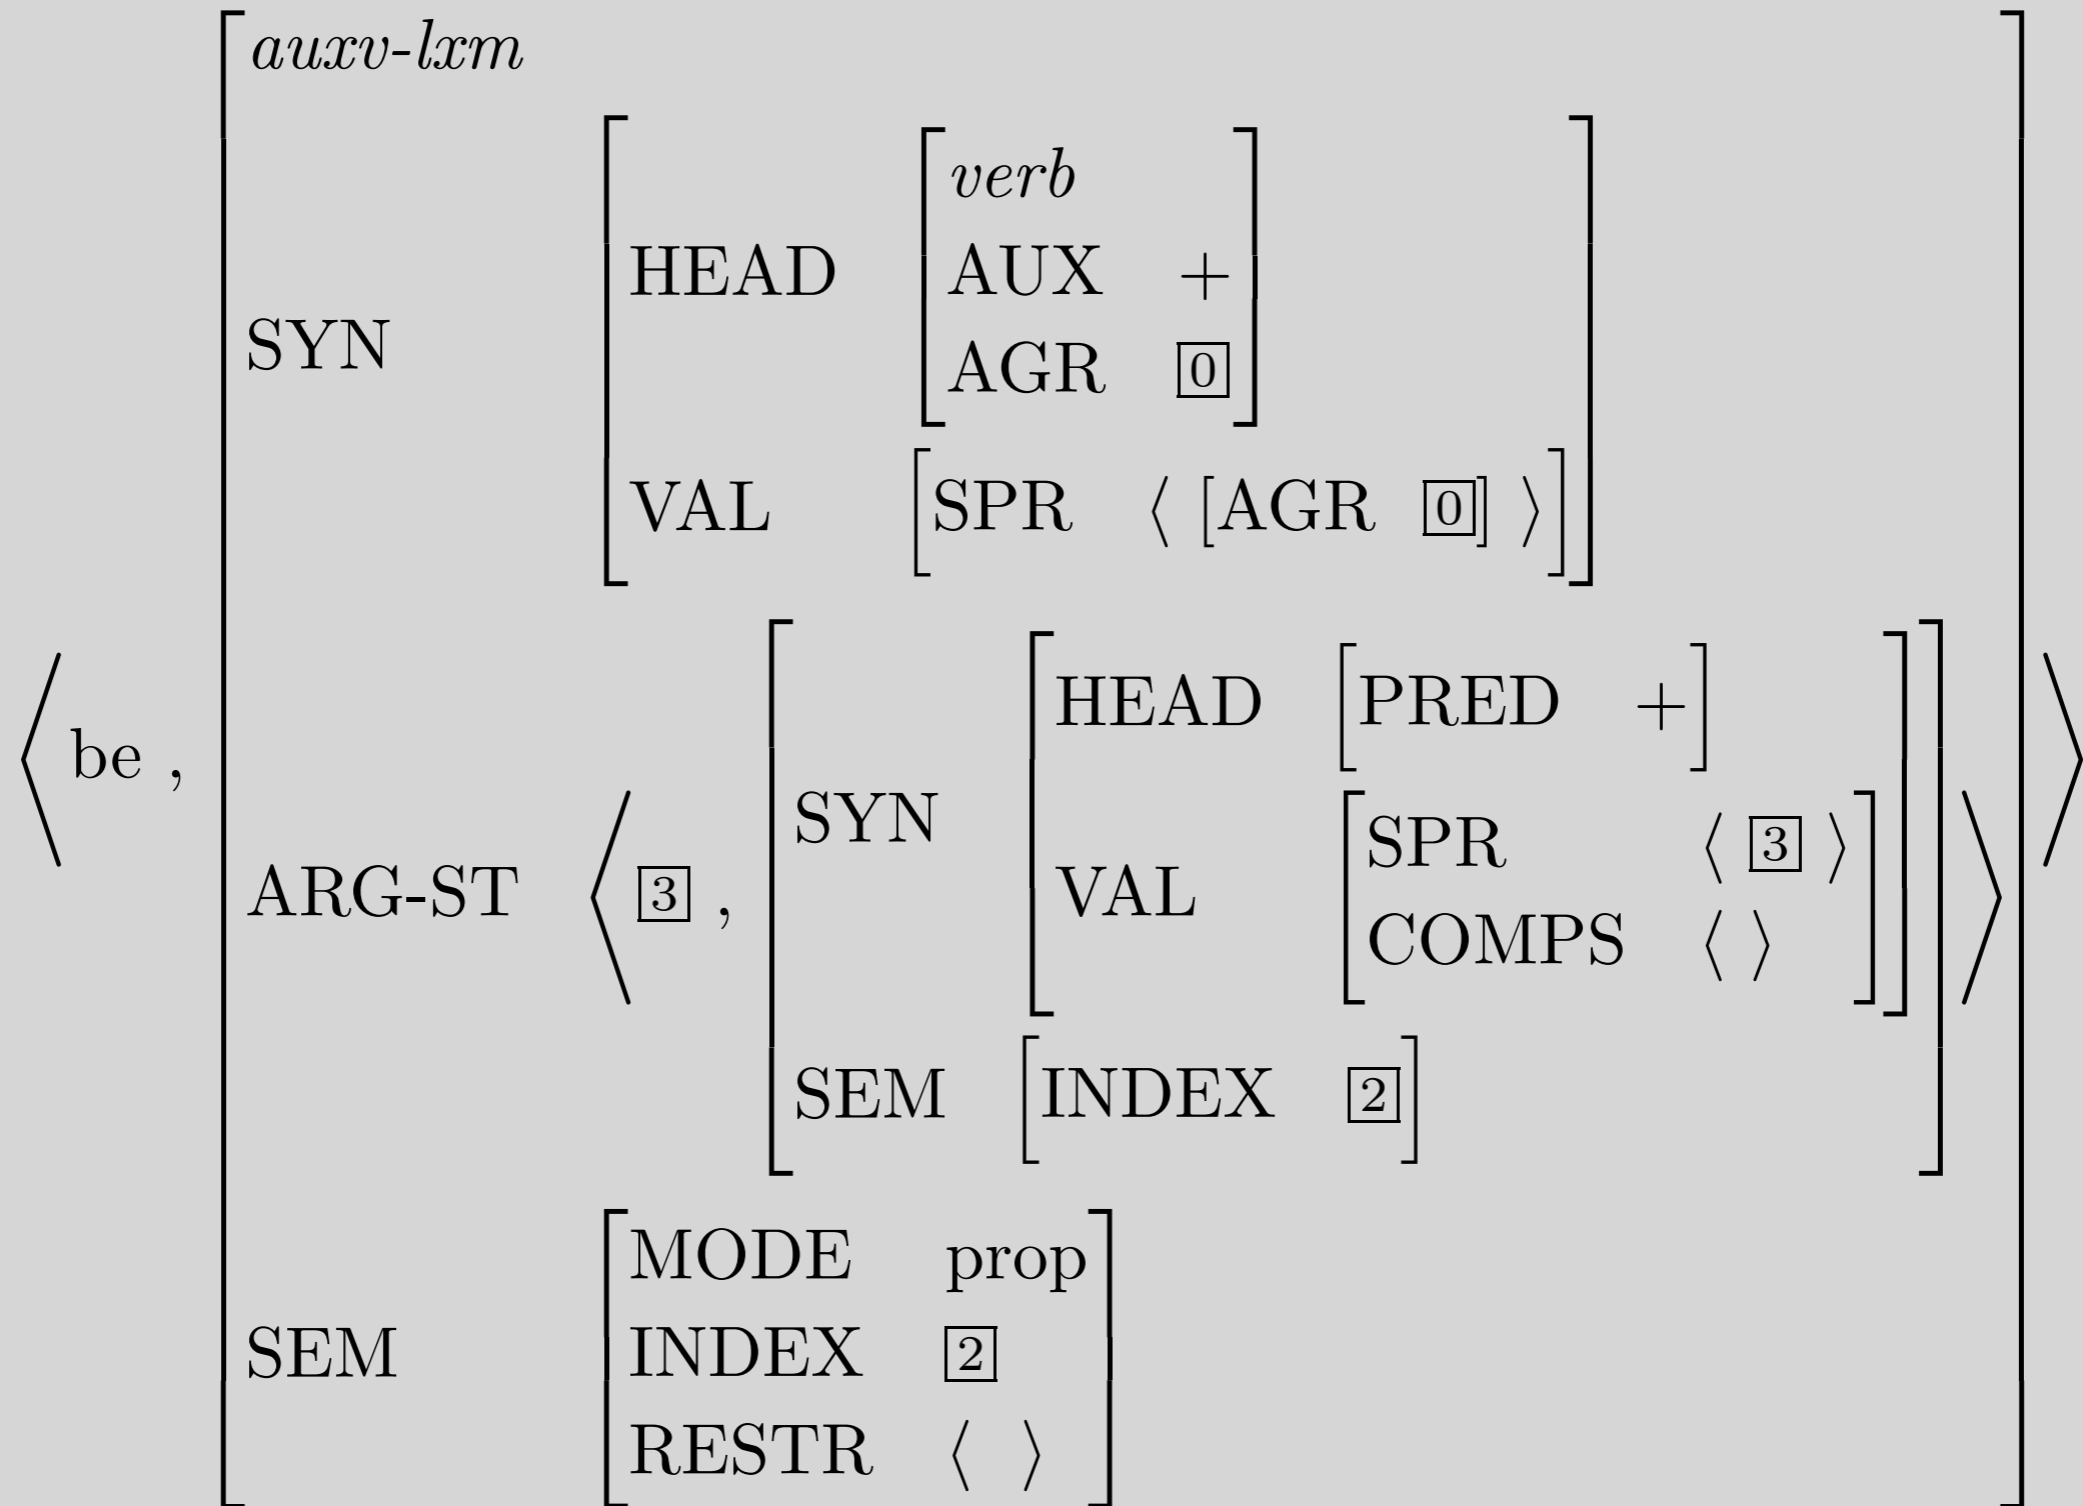 auxv-lxm
verb
HEAD AUX +
SYN AGR 0
VAL SPR ⟨ [AGR 0] ⟩
HEAD [PRED +]
⟨ be ,
SYN SPR ⟨ 3 ⟩
ARG-ST ⟨ 3 , VAL
COMPS ⟨ ⟩
SEM [INDEX 2]
MODE prop
SEM INDEX 2
RESTR ⟨ ⟩